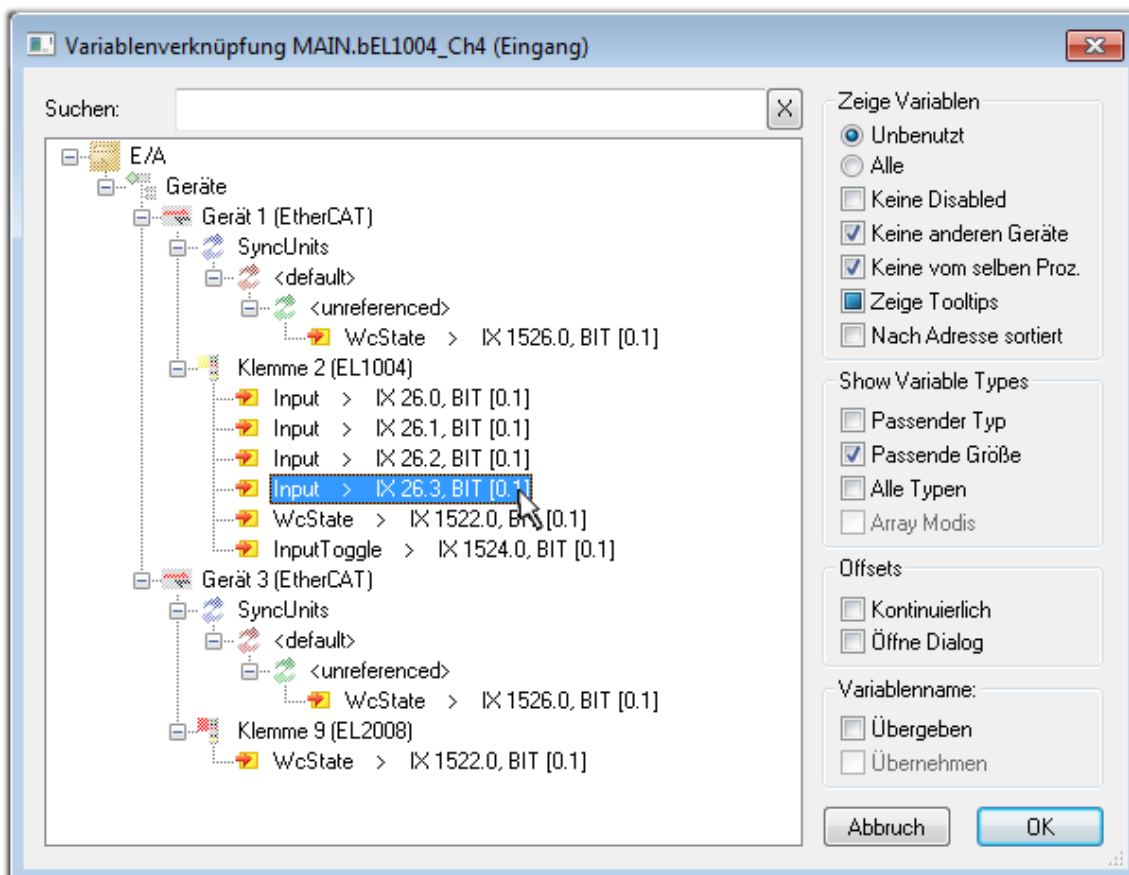 Variablenverknüpfung MAIN.bEL1004_Ch4 (Eingang)
Suchen:
X
E/A
Geräte
Gerät 1 (EtherCAT)
SyncUnits
<default>
<unreferenced>
WcState > IX 1526.0, BIT [0.1]
Klemme 2 (EL1004)
Input > IX 26.0, BIT [0.1]
Input > IX 26.1, BIT [0.1]
Input > IX 26.2, BIT [0.1]
Input > IX 26.3, BIT [0.1]
WcState > IX 1522.0, BIT [0.1]
InputToggle > IX 1524.0, BIT [0.1]
Gerät 3 (EtherCAT)
SyncUnits
<default>
<unreferenced>
WcState > IX 1526.0, BIT [0.1]
Klemme 9 (EL2008)
WcState > IX 1522.0, BIT [0.1]
Zeige Variablen
Unbenutzt
Alle
Keine Disabled
Keine anderen Geräte
Keine vom selben Proz.
Zeige Tooltips
Nach Adresse sortiert
Show Variable Types
Passender Typ
Passende Größe
Alle Typen
Array Modis
Offsets
Kontinuierlich
Öffne Dialog
Variablenname:
Übergeben
Übernehmen
Abbruch
OK